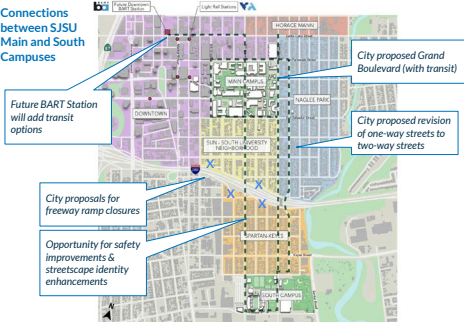 Connections
between SJSU
Main and South
Campuses
Future Downtown
BART Station
Light Rail Stations
VTA
HORACE MANN
City proposed Grand
Boulevard (with transit)
MAIN CAMPUS
NAGLEE PARK
Future BART Station
will add transit
options
DOWNTOWN
City proposed revision
of one-way streets to
two-way streets
SUN - SOUTH UNIVERSITY
NEIGHBORHOOD
X
X
X
X
City proposals for
freeway ramp closures
Opportunity for safety
improvements &
streetscape identity
enhancements
SPARTAN-KEYES
SOUTH CAMPUS
N